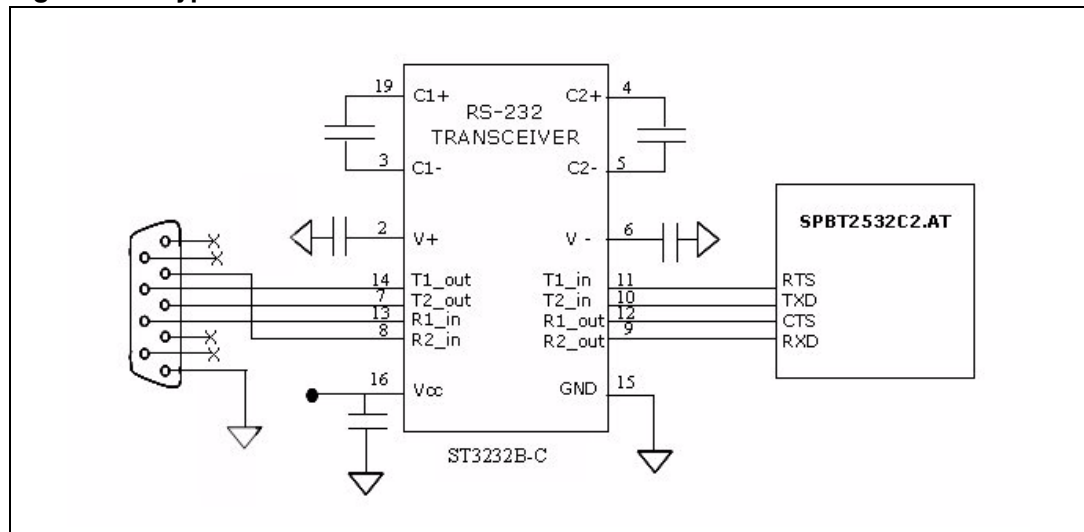 19
C1+
C2+
4
RS-232
TRANSCEIVER
3
C1-
C2-
5
SPBT2532C2.AT
2
V+
V -
6
14
T1_out
T1_in
11
RTS
7
T2_out
T2_in
10
TXD
13
R1_in
R1_out
12
CTS
8
R2_in
R2_out
9
RXD
16
Vcc
GND
15
ST3232B-C